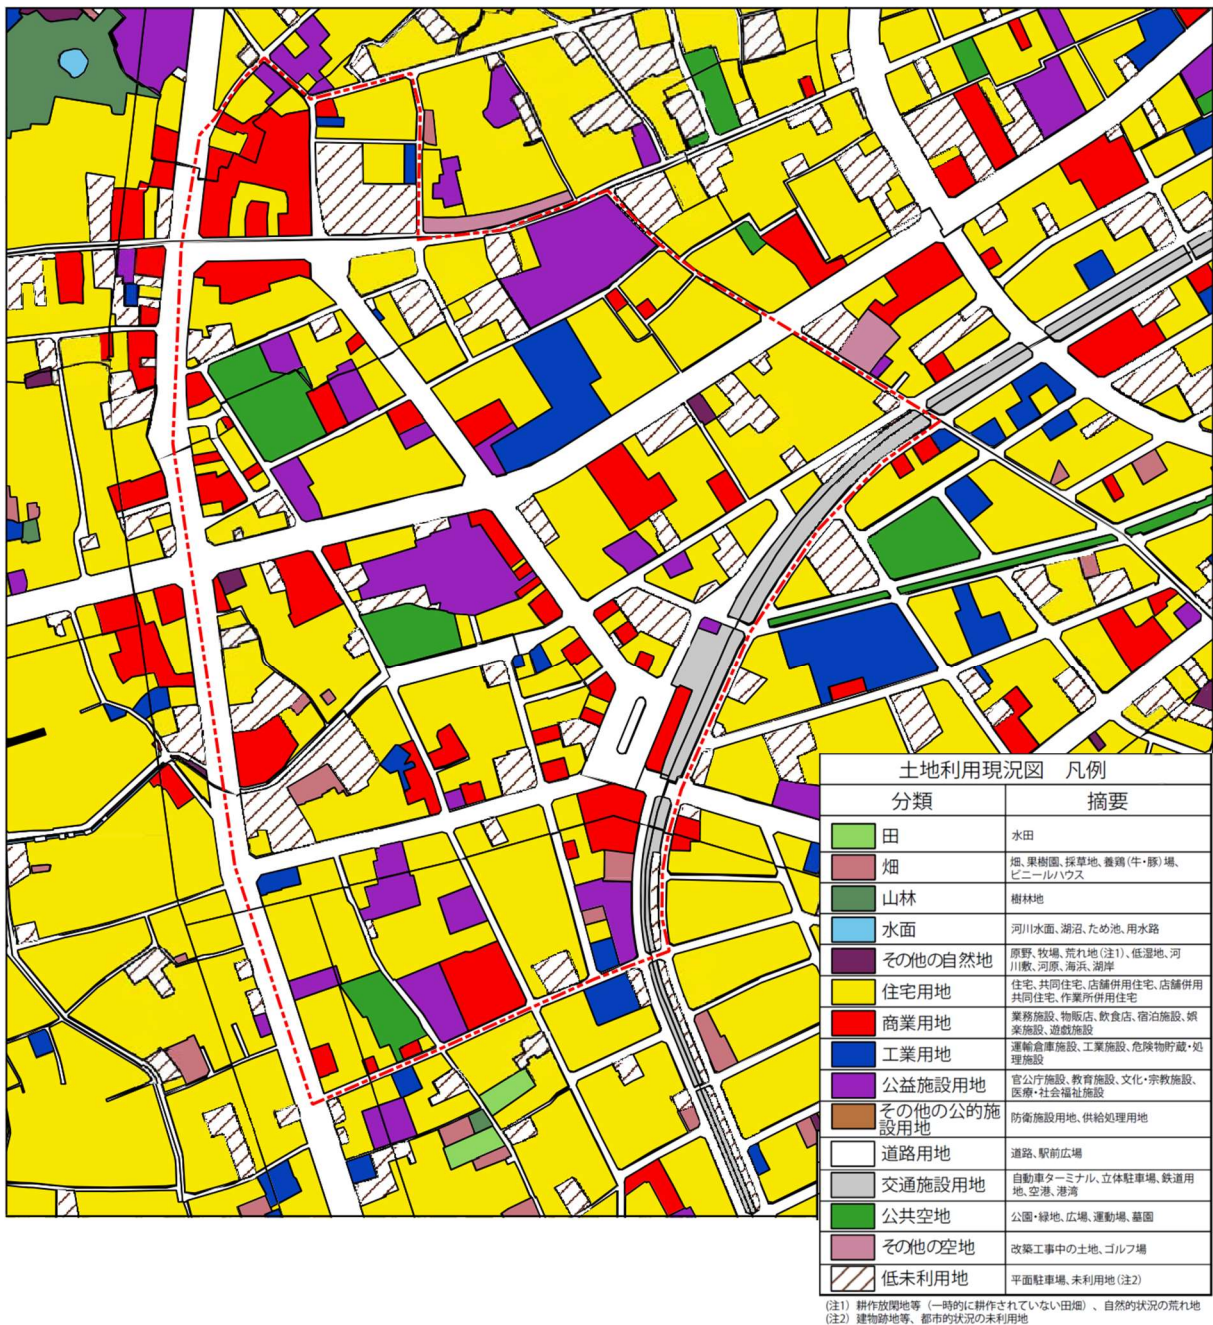 土地利用現況図 凡例
分類 摘要
田 水田
畑 畑、果樹園、採草地、養鶏(牛・豚)場、
ビニールハウス
山林 樹林地
水面 河川水面、湖沼、ため池、用水路
その他の自然地 原野、牧場、荒れ地(注1)、低湿地、河
川敷、河原、海浜、湖岸
住宅用地 住宅、共同住宅、店舗併用住宅、店舗併用
共同住宅、作業所併用住宅
商業用地 業務施設、物販店、飲食店、宿泊施設、娯
楽施設、遊戯施設
工業用地 運輸倉庫施設、工業施設、危険物貯蔵・処
理施設
公益施設用地 官公庁施設、教育施設、文化・宗教施設、
医療・社会福祉施設
その他の公的施
設用地 防衛施設用地、供給処理用地
道路用地 道路、駅前広場
交通施設用地 自動車ターミナル、立体駐車場、鉄道用
地、空港、港湾
公共空地 公園・緑地、広場、運動場、墓園
その他の空地 改築工事中の土地、ゴルフ場
低未利用地 平面駐車場、未利用地(注2)
(注1) 耕作放棄地等（一時的に耕作されていない田畑）、自然的状況の荒れ地
(注2) 建物跡地等、都市的状況の未利用地